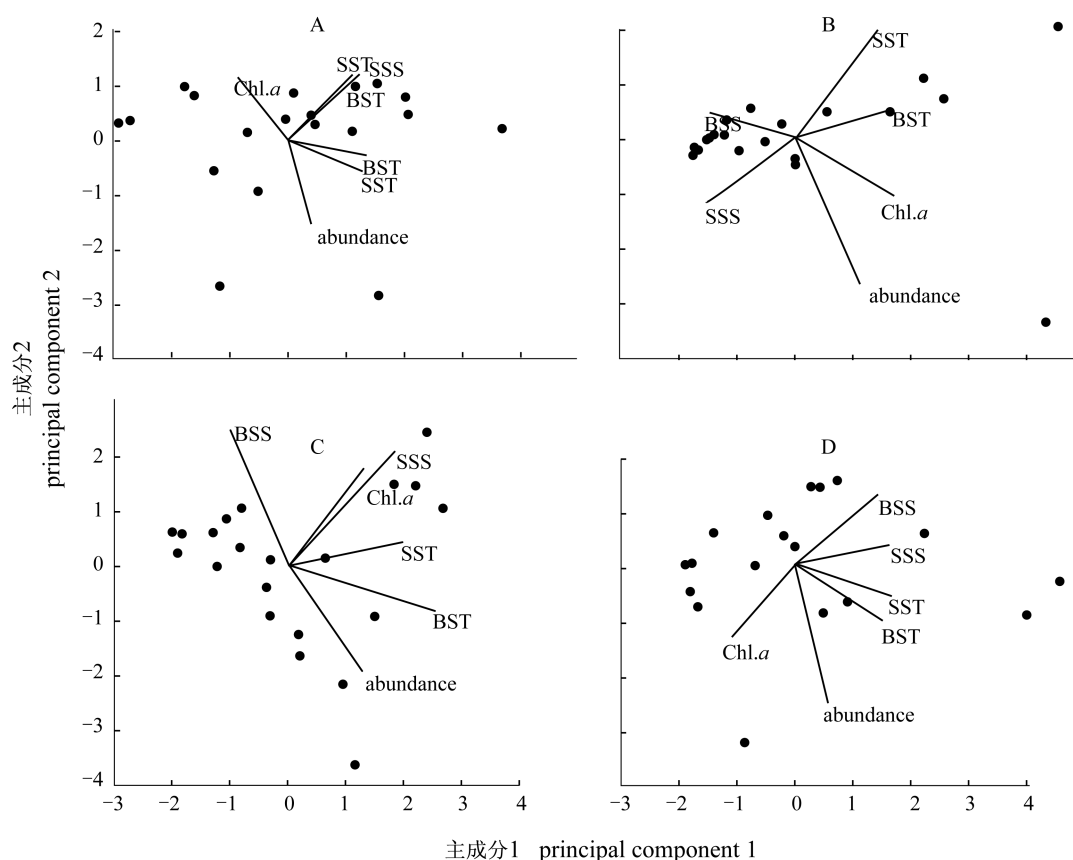 A
2
1
0
−1
−2
−3
−4
Chl.a
SST
SSS
BST
BST
SST
abundance
B
SST
BSS
BST
SSS
Chl.a
abundance
主成分2
principal component 2
C
2
1
0
−1
−2
−3
−4
BSS
SSS
Chl.a
SST
BST
abundance
−3 −2 −1 0 1 2 3 4
D
BSS
SSS
SST
BST
Chl.a
abundance
−3 −2 −1 0 1 2 3 4
主成分1 principal component 1